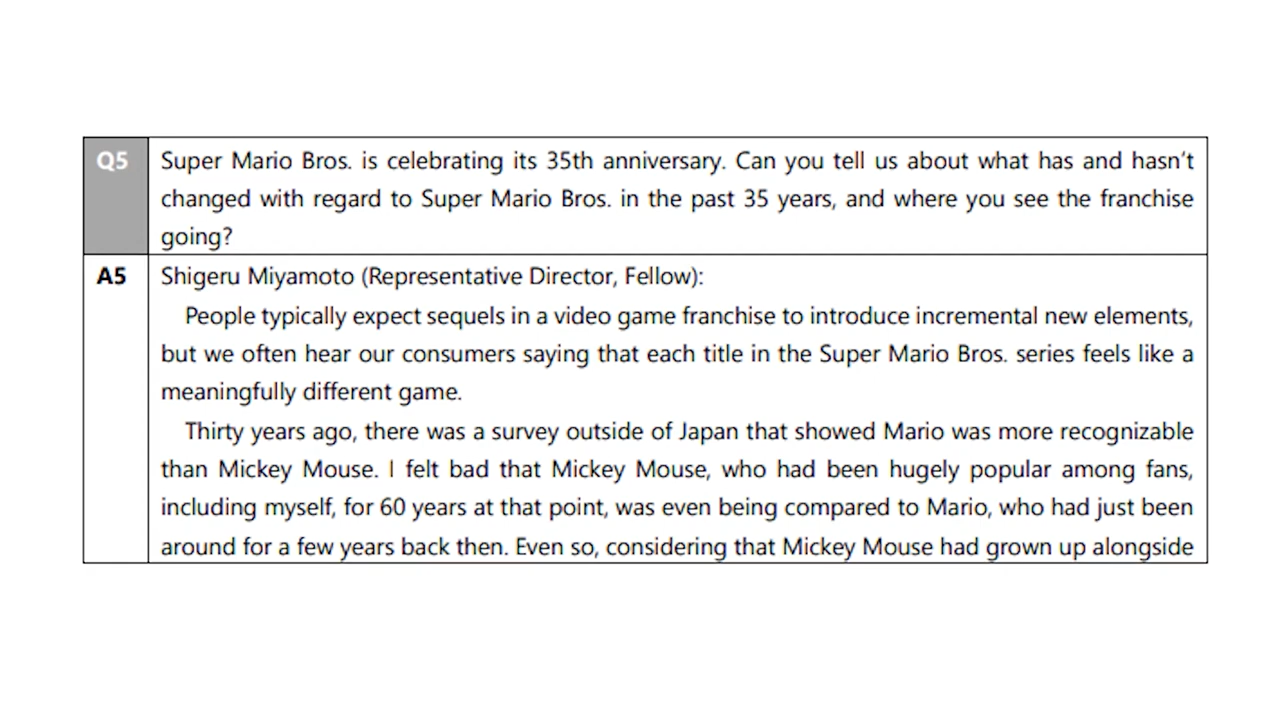 Q5
Super Mario Bros. is celebrating its 35th anniversary. Can you tell us about what has and hasn't
changed with regard to Super Mario Bros. in the past 35 years, and where you see the franchise
going?
A5
Shigeru Miyamoto (Representative Director, Fellow):
People typically expect sequels in a video game franchise to introduce incremental new elements,
but we often hear our consumers saying that each title in the Super Mario Bros. series feels like a
meaningfully different game.
Thirty years ago, there was a survey outside of Japan that showed Mario was more recognizable
than Mickey Mouse. I felt bad that Mickey Mouse, who had been hugely popular among fans,
including myself, for 60 years at that point, was even being compared to Mario, who had just been
around for a few years back then. Even so, considering that Mickey Mouse had grown up alongside